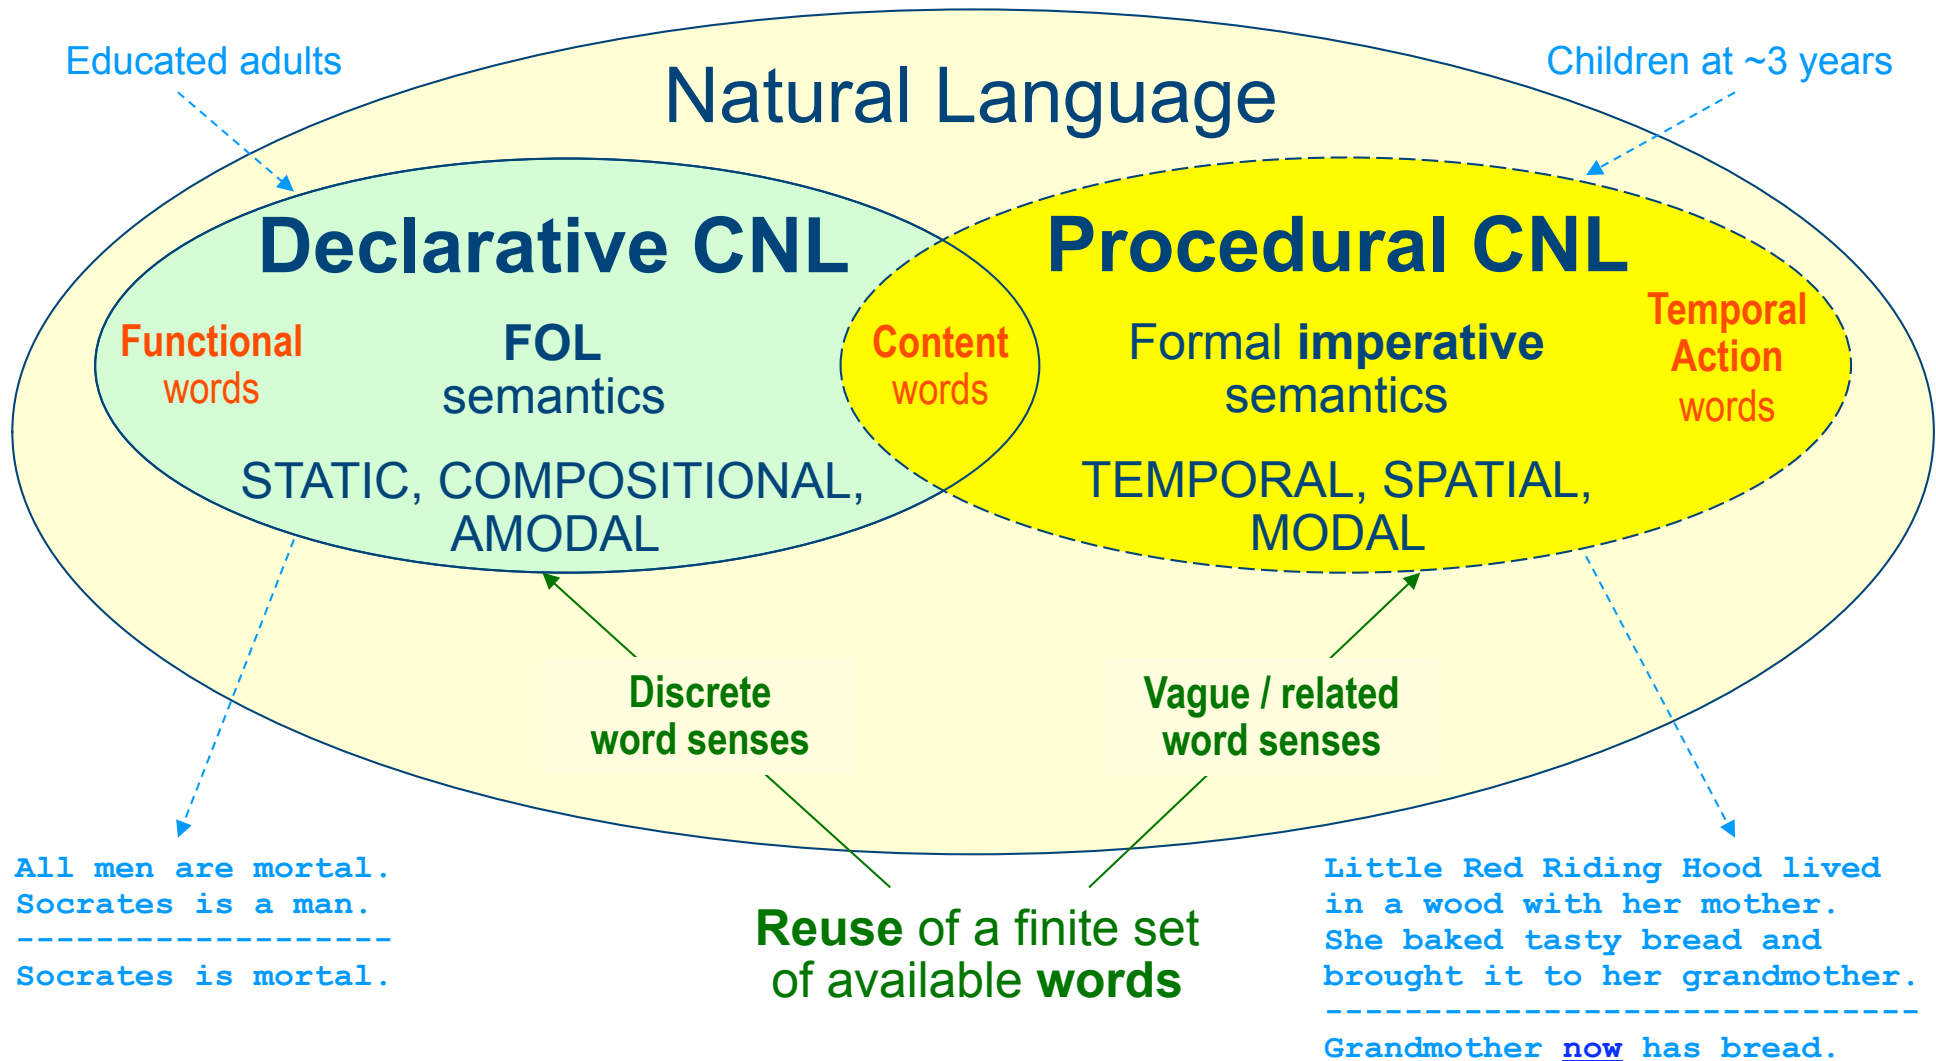 Educated adults
Children at ~3 years
Natural Language
Declarative CNL
Procedural CNL
Functional
words
FOL
semantics
Content
words
Formal imperative
semantics
Temporal
Action
words
STATIC, COMPOSITIONAL,
AMODAL
TEMPORAL, SPATIAL,
MODAL
Discrete
word senses
Vague / related
word senses
All men are mortal.
Socrates is a man.
-------------------
Socrates is mortal.
Reuse of a finite set
of available words
Little Red Riding Hood lived
in a wood with her mother.
She baked tasty bread and
brought it to her grandmother.
------------------------------
Grandmother now has bread.